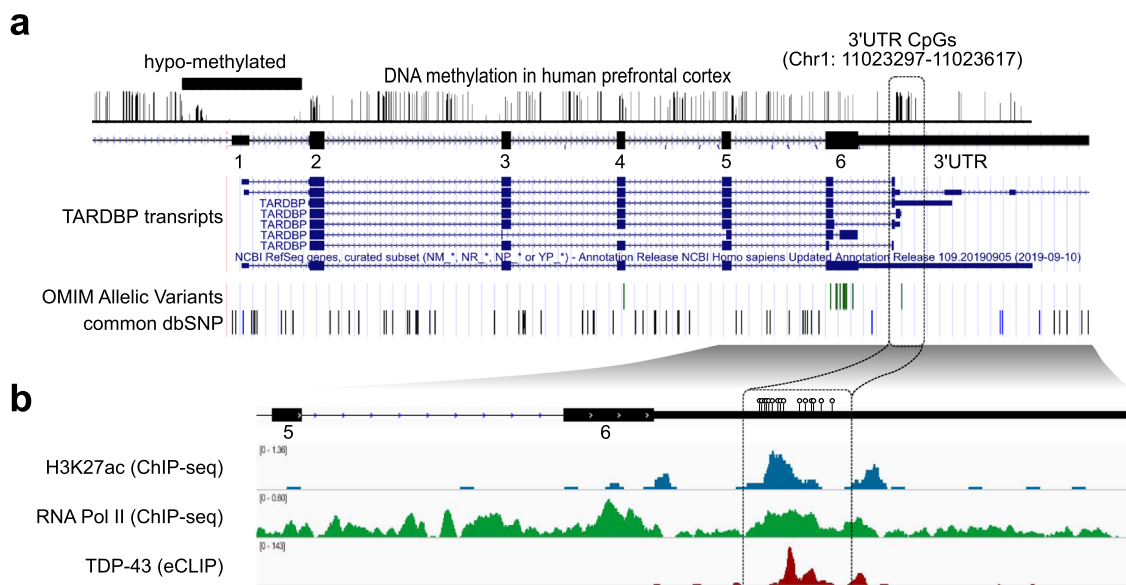 a
3'UTR CpGs
(Chr1: 11023297-11023617)
hypo-methylated
DNA methylation in human prefrontal cortex
1 2 3 4 5 6 3'UTR
TARDBP transripts
TARDBP
TARDBP
TARDBP
TARDBP
TARDBP
NCBI RefSeq genes, curated subset (NM_*, NR_*, NP_* or YP_*) - Annotation Release NCBI Homo sapiens Updated Annotation Release 109.20190905 (2019-09-10)
OMIM Allelic Variants
common dbSNP
b
5 6
[0 - 1.36]
H3K27ac (ChIP-seq)
[0 - 0.60]
RNA Pol II (ChIP-seq)
[0 - 143]
TDP-43 (eCLIP)